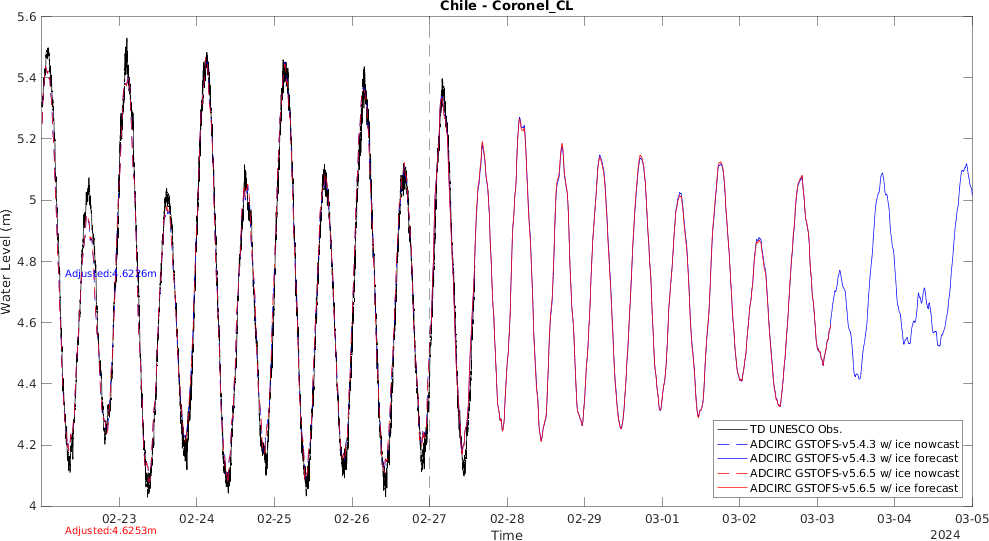 Chile - Coronel_CL
5.6
5.4
5.2
5
4.8
4.6
4.4
4.2
4
Water Level (m)
Adjusted:4.6226m
Adjusted:4.6253m
TD UNESCO Obs.
ADCIRC GSTOFS-v5.4.3 w/ ice nowcast
ADCIRC GSTOFS-v5.4.3 w/ ice forecast
ADCIRC GSTOFS-v5.6.5 w/ ice nowcast
ADCIRC GSTOFS-v5.6.5 w/ ice forecast
02-23 02-24 02-25 02-26 02-27 02-28 02-29 03-01 03-02 03-03 03-04 03-05
Time
2024